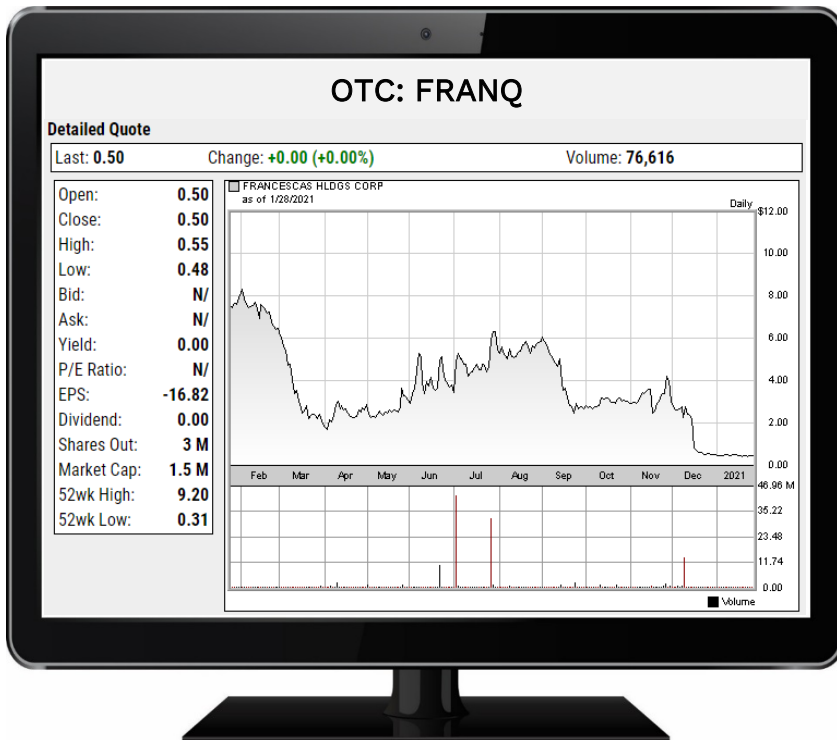 OTC: FRANQ
Detailed Quote
Last: 0.50 Change: +0.00 (+0.00%) Volume: 76,616
Open: 0.50
Close: 0.50
High: 0.55
Low: 0.48
Bid: N/
Ask: N/
Yield: 0.00
P/E Ratio: N/
EPS: -16.82
Dividend: 0.00
Shares Out: 3 M
Market Cap: 1.5 M
52wk High: 9.20
52wk Low: 0.31
FRANCESCAS HLDGS CORP
as of 1/28/2021
Daily
$12.00
10.00
8.00
6.00
4.00
2.00
0.00
Feb Mar Apr May Jun Jul Aug Sep Oct Nov Dec 2021
46.96 M
35.22
23.48
11.74
0.00
Volume